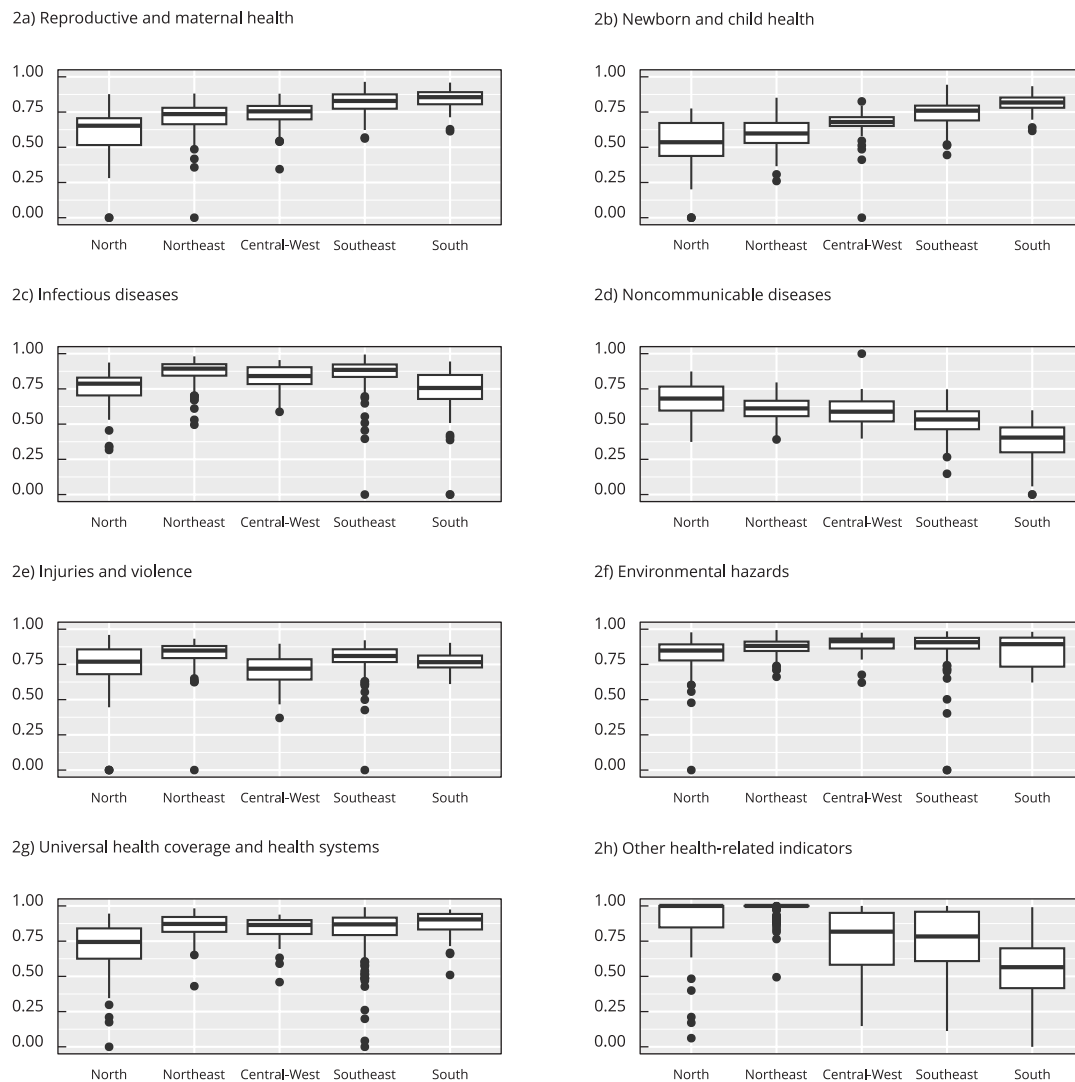 2a) Reproductive and maternal health
1.00
0.75
0.50
0.25
0.00
North Northeast Central-West Southeast South
2b) Newborn and child health
1.00
0.75
0.50
0.25
0.00
North Northeast Central-West Southeast South
2c) Infectious diseases
1.00
0.75
0.50
0.25
0.00
North Northeast Central-West Southeast South
2d) Noncommunicable diseases
1.00
0.75
0.50
0.25
0.00
North Northeast Central-West Southeast South
2e) Injuries and violence
1.00
0.75
0.50
0.25
0.00
North Northeast Central-West Southeast South
2f) Environmental hazards
1.00
0.75
0.50
0.25
0.00
North Northeast Central-West Southeast South
2g) Universal health coverage and health systems
1.00
0.75
0.50
0.25
0.00
North Northeast Central-West Southeast South
2h) Other health-related indicators
1.00
0.75
0.50
0.25
0.00
North Northeast Central-West Southeast South